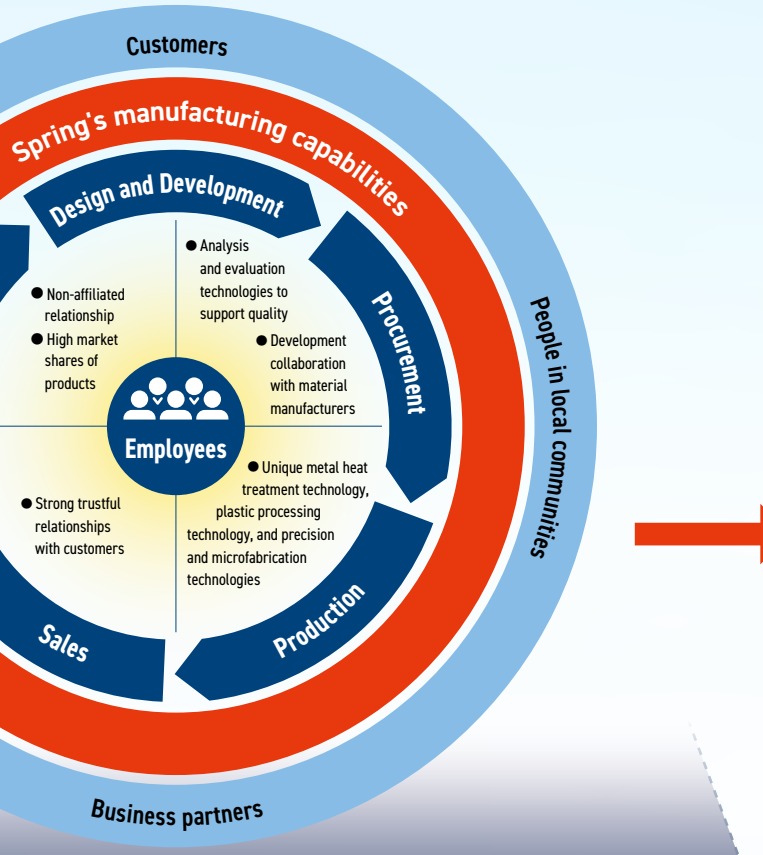 Customers
Spring's manufacturing capabilities
Design and Development
● Analysis
and evaluation
technologies to
support quality
● Development
collaboration
with material
manufacturers
● Non-affiliated
relationship
● High market
shares of
products
Procurement
People in local communities
Employees
● Unique metal heat
treatment technology,
plastic processing
technology, and precision
and microfabrication
technologies
● Strong trustful
relationships
with customers
Production
Sales
Business partners